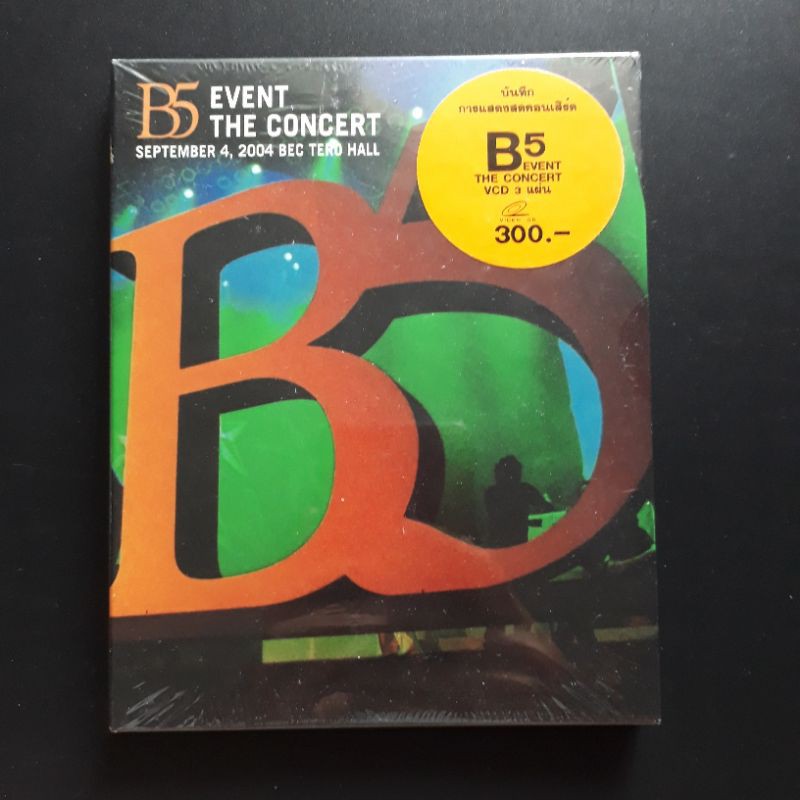 B5 EVENT
THE CONCERT
SEPTEMBER 4, 2004 BEC TERO HALL
บันทึก
การแสดงสดคอนเสิร์ต
B5
EVENT
THE CONCERT
VCD 3 แผ่น
300.-
B5